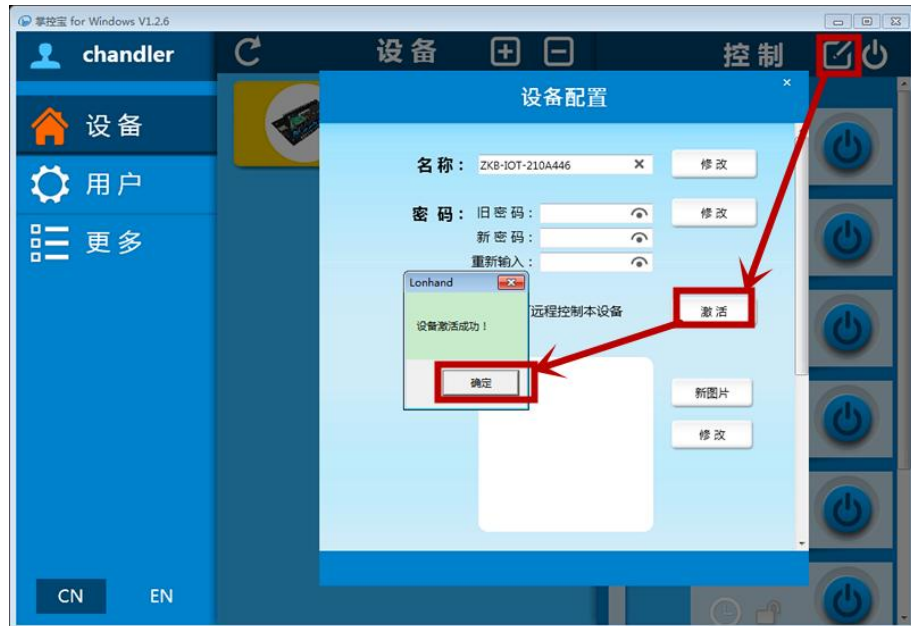 掌控宝 for Windows V1.2.6
chandler
设备
控制
设备
用户
更多
CN
EN
设备配置
名称： ZKB-IOT-210A446 修改
密码： 旧密码： 修改
新密码：
重新输入：
Lonhand
设备激活成功！
确定
远程控制本设备 激活
新图片
修改